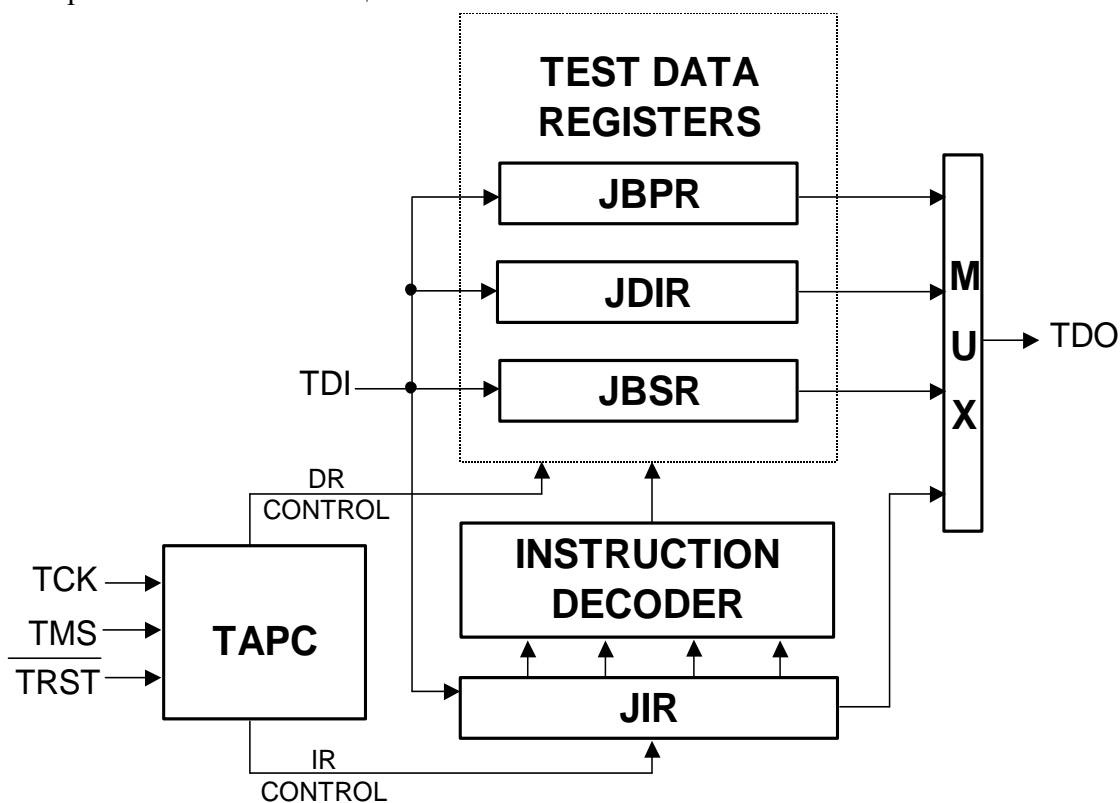 TEST DATA
REGISTERS
JBPR
JDIR
JBSR
M
U
X
TDO
TDI
DR
CONTROL
INSTRUCTION
DECODER
TCK
TMS
TRST
TAPC
JIR
IR
CONTROL